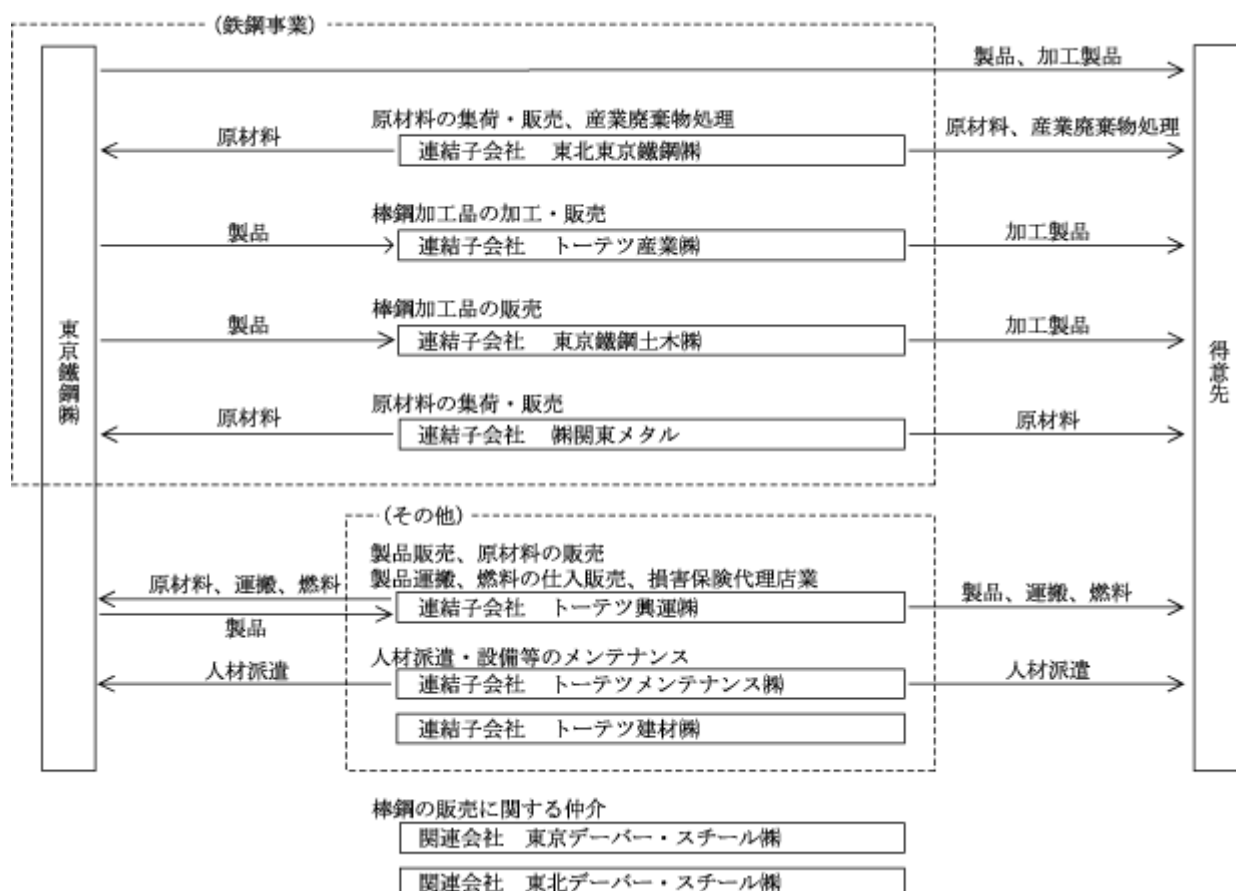 (鉄鋼事業)
製品、加工製品
原材料の集荷・販売、産業廃棄物処理
原材料
連結子会社 東北東京鐵鋼㈱
原材料、産業廃棄物処理
棒鋼加工品の加工・販売
製品
連結子会社 トーテツ産業㈱
加工製品
棒鋼加工品の販売
製品
連結子会社 東京鐵鋼土木㈱
加工製品
東京鐵鋼㈱
得意先
原材料の集荷・販売
原材料
連結子会社 ㈱関東メタル
原材料
(その他)
製品販売、原材料の販売
製品運搬、燃料の仕入販売、損害保険代理店業
原材料、運搬、燃料
連結子会社 トーテツ興運㈱
製品、運搬、燃料
製品
人材派遣・設備等のメンテナンス
人材派遣
連結子会社 トーテツメンテナンス㈱
人材派遣
連結子会社 トーテツ建材㈱
棒鋼の販売に関する仲介
関連会社 東京デーバー・スチール㈱
関連会社 東北デーバー・スチール㈱